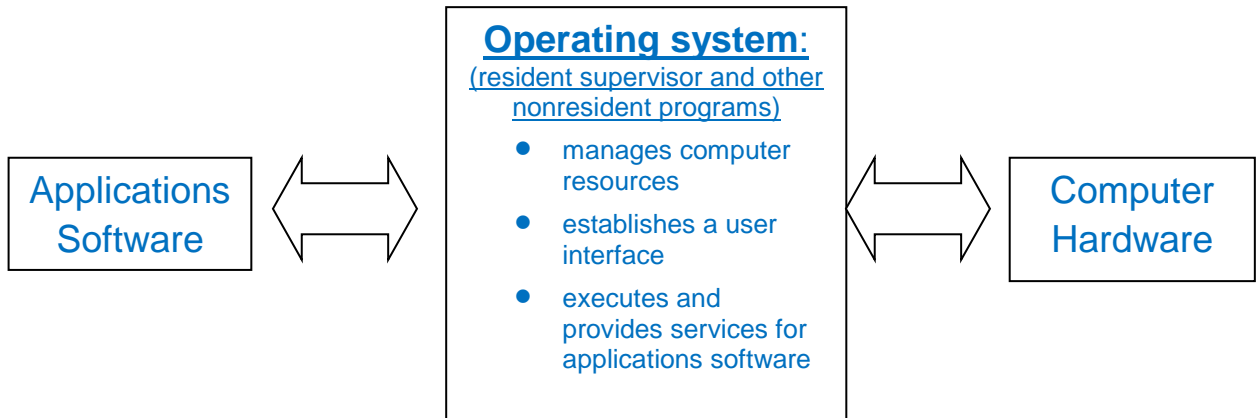 Applications
Software
Operating system:
(resident supervisor and other
nonresident programs)
● manages computer
resources
● establishes a user
interface
● executes and
provides services for
applications software
Computer
Hardware